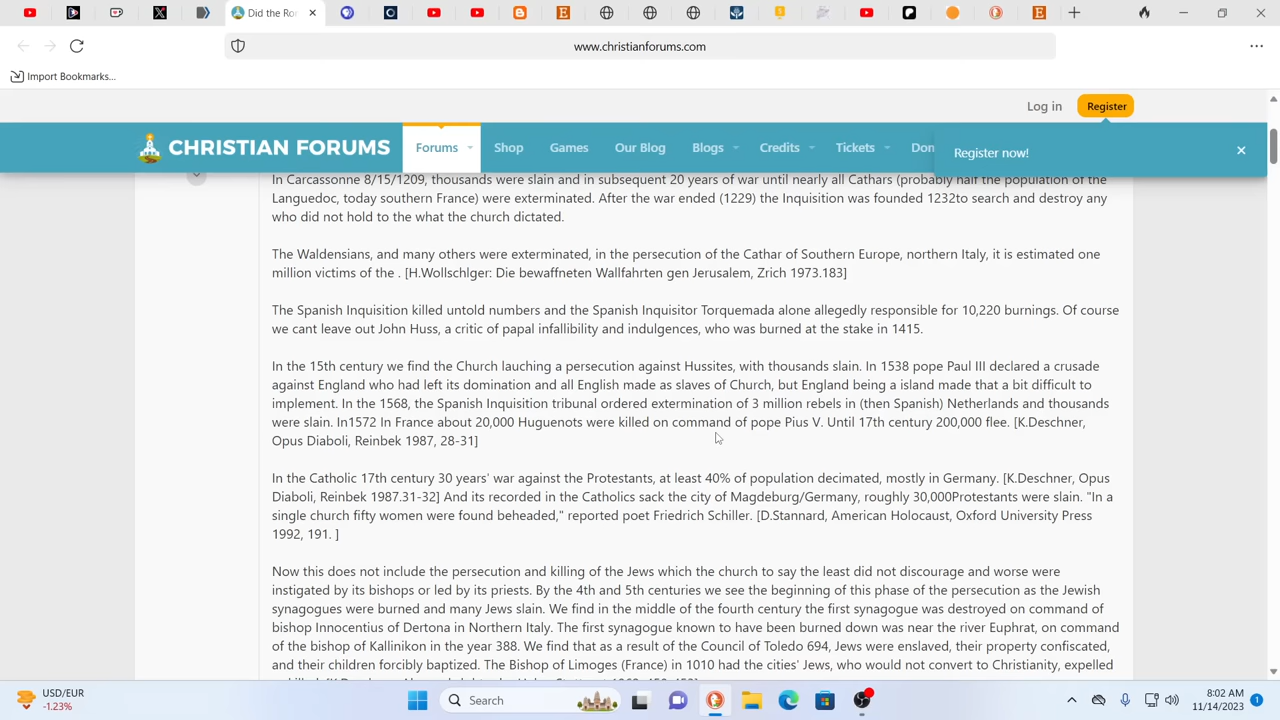 Did the Ro
www.christianforums.com
Import Bookmarks...
Log in
Register
CHRISTIAN FORUMS
Forums
Shop
Games
Our Blog
Blogs
Credits
Tickets
Don
Register now!
In Carcassonne 8/15/1209, thousands were slain and in subsequent 20 years of war until nearly all Cathars (probably half the population of the
Languedoc, today southern France) were exterminated. After the war ended (1229) the Inquisition was founded 1232to search and destroy any
who did not hold to the what the church dictated.
The Waldensians, and many others were exterminated, in the persecution of the Cathar of Southern Europe, northern Italy, it is estimated one
million victims of the . [H.Wollschlger: Die bewaffneten Wallfahrten gen Jerusalem, Zrich 1973.183]
The Spanish Inquisition killed untold numbers and the Spanish Inquisitor Torquemada alone allegedly responsible for 10,220 burnings. Of course
we cant leave out John Huss, a critic of papal infallibility and indulgences, who was burned at the stake in 1415.
In the 15th century we find the Church lauching a persecution against Hussites, with thousands slain. In 1538 pope Paul III declared a crusade
against England who had left its domination and all English made as slaves of Church, but England being a island made that a bit difficult to
implement. In the 1568, the Spanish Inquisition tribunal ordered extermination of 3 million rebels in (then Spanish) Netherlands and thousands
were slain. In1572 In France about 20,000 Huguenots were killed on command of pope Pius V. Until 17th century 200,000 flee. [K.Deschner,
Opus Diaboli, Reinbek 1987, 28-31]
In the Catholic 17th century 30 years' war against the Protestants, at least 40% of population decimated, mostly in Germany. [K.Deschner, Opus
Diaboli, Reinbek 1987.31-32] And its recorded in the Catholics sack the city of Magdeburg/Germany, roughly 30,000Protestants were slain. "In a
single church fifty women were found beheaded," reported poet Friedrich Schiller. [D.Stannard, American Holocaust, Oxford University Press
1992, 191. ]
Now this does not include the persecution and killing of the Jews which the church to say the least did not discourage and worse were
instigated by its bishops or led by its priests. By the 4th and 5th centuries we see the beginning of this phase of the persecution as the Jewish
synagogues were burned and many Jews slain. We find in the middle of the fourth century the first synagogue was destroyed on command of
bishop Innocentius of Dertona in Northern Italy. The first synagogue known to have been burned down was near the river Euphrat, on command
of the bishop of Kallinikon in the year 388. We find that as a result of the Council of Toledo 694, Jews were enslaved, their property confiscated,
and their children forcibly baptized. The Bishop of Limoges (France) in 1010 had the cities' Jews, who would not convert to Christianity, expelled
USD/EUR
-1.23%
Search
8:02 AM
11/14/2023
1